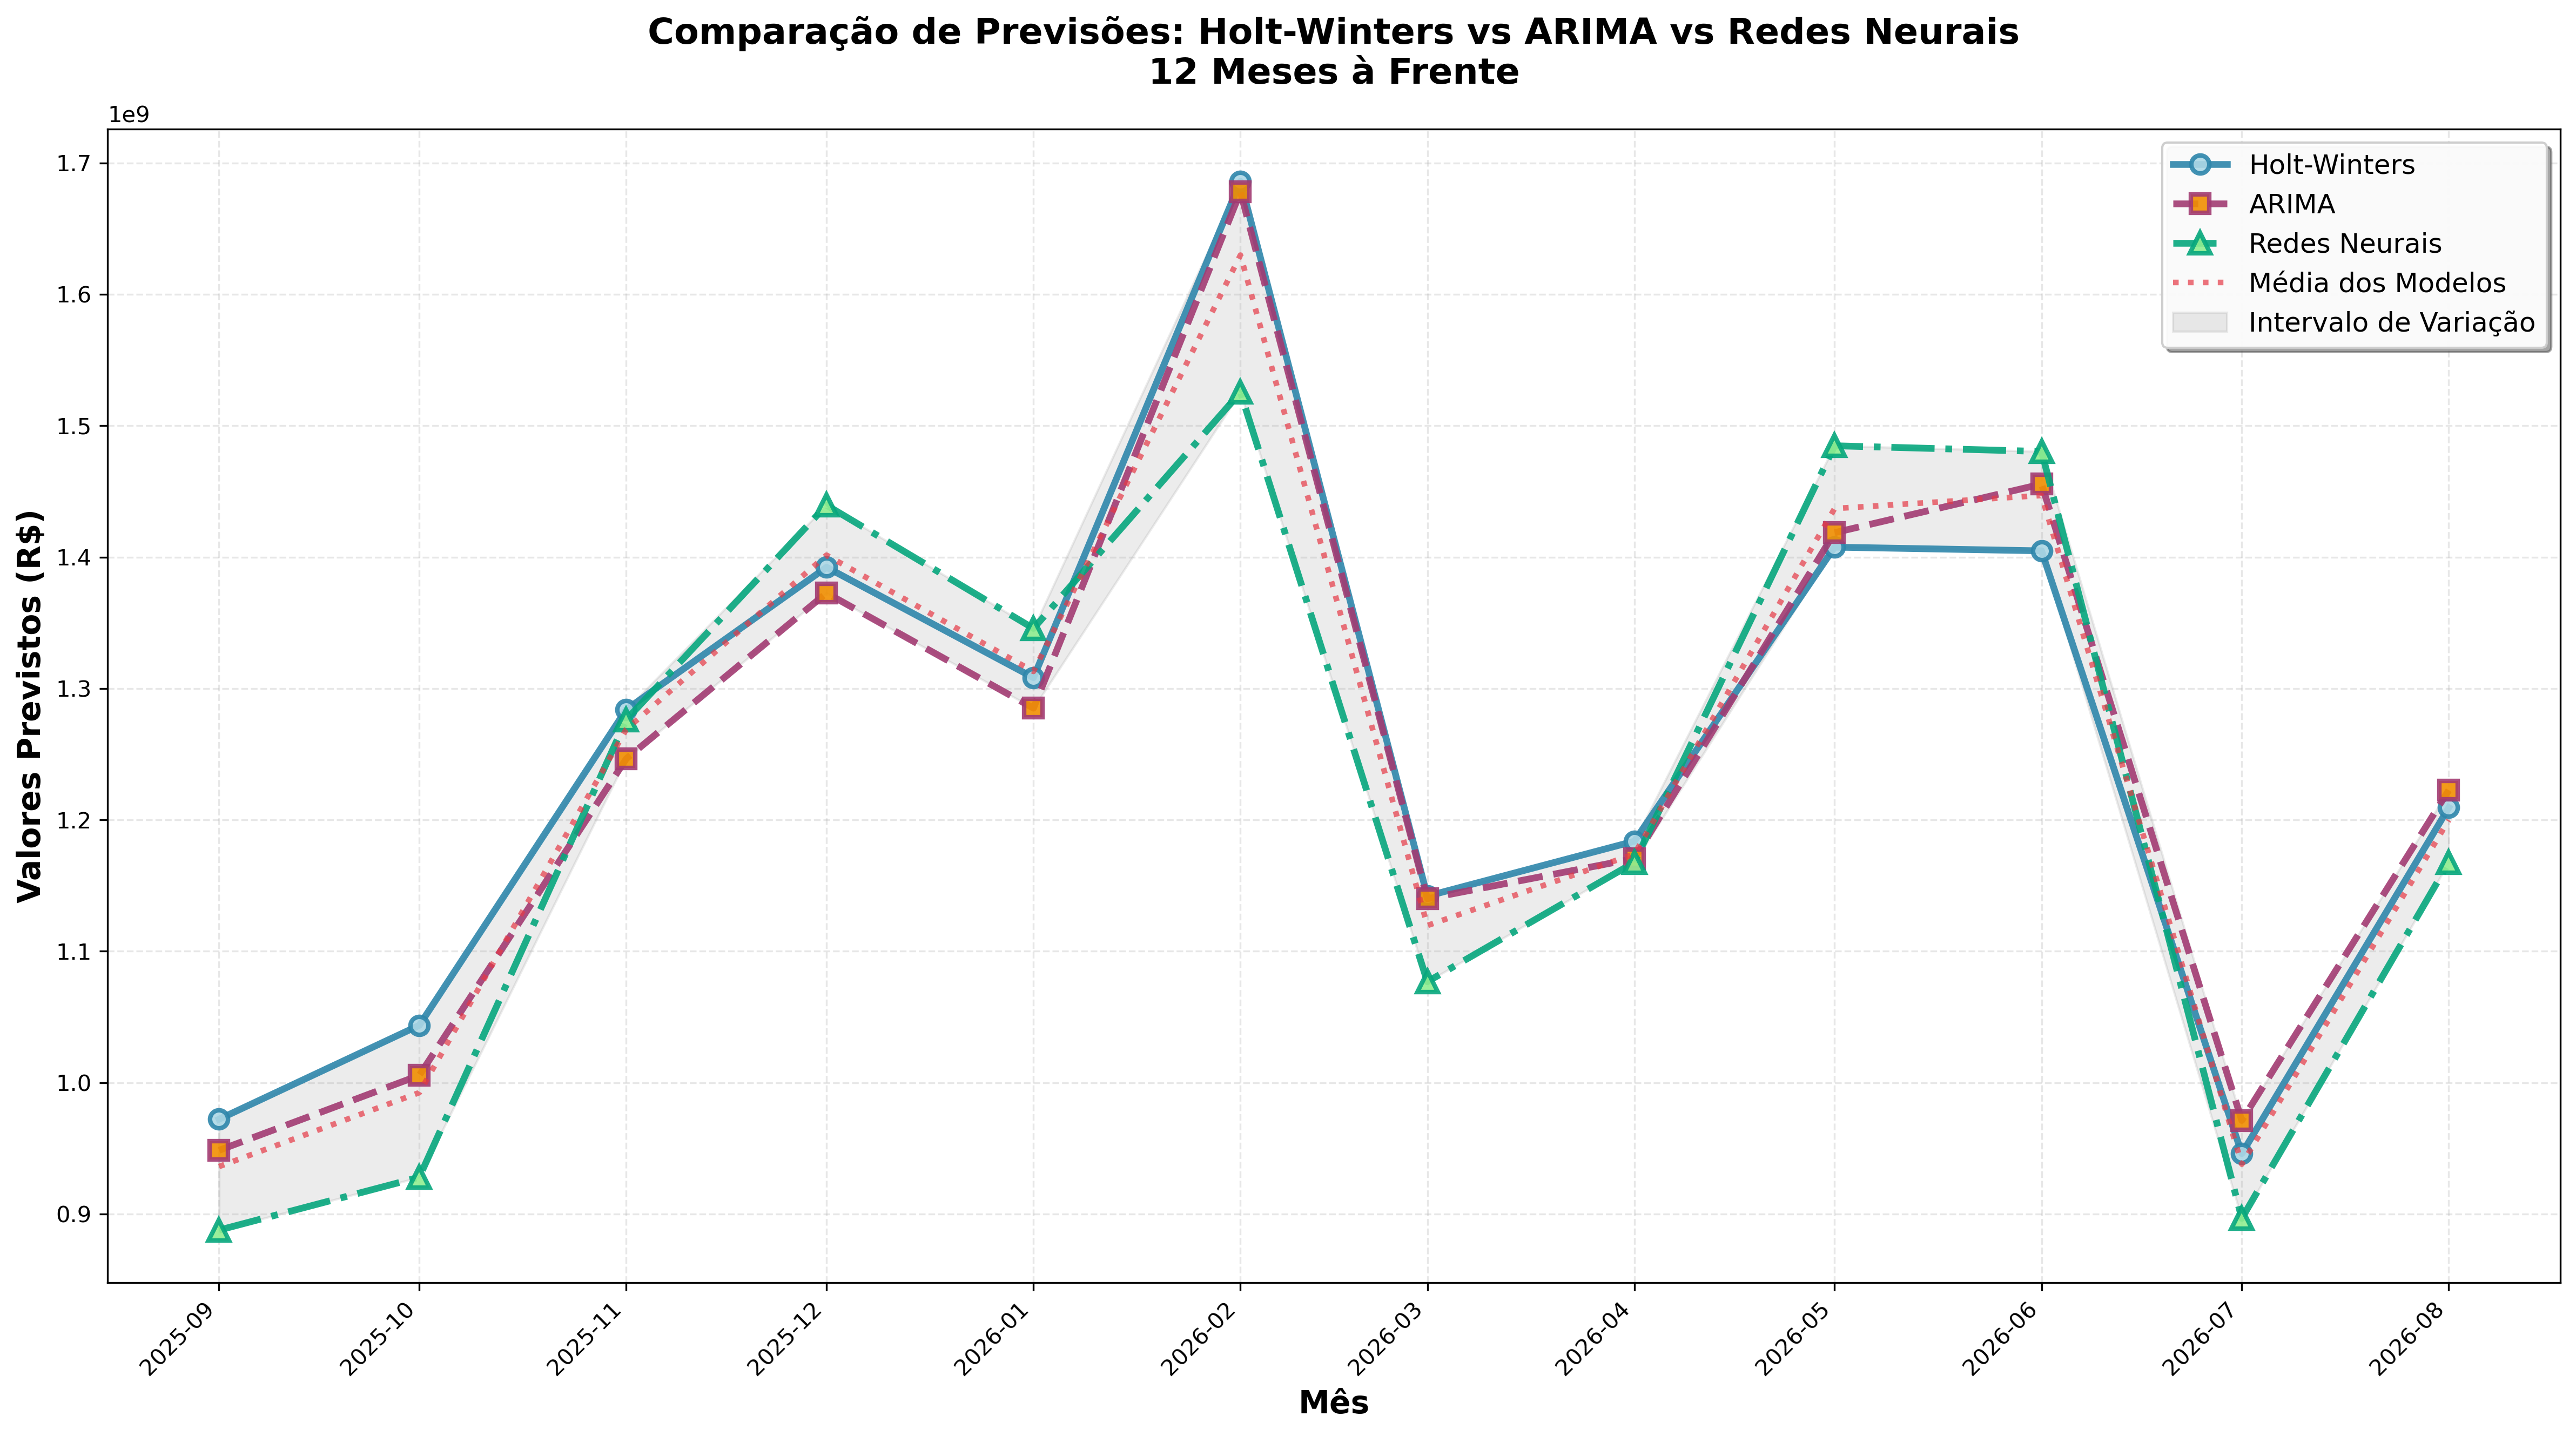 Comparação de Previsões: Holt-Winters vs ARIMA vs Redes Neurais
12 Meses à Frente
1e9
1.7
1.6
1.5
1.4
1.3
1.2
1.1
1.0
0.9
Valores Previstos (R$)
Holt-Winters
ARIMA
Redes Neurais
Média dos Modelos
Intervalo de Variação
2025-09
2025-10
2025-11
2025-12
2026-01
2026-02
2026-03
2026-04
2026-05
2026-06
2026-07
2026-08
Mês